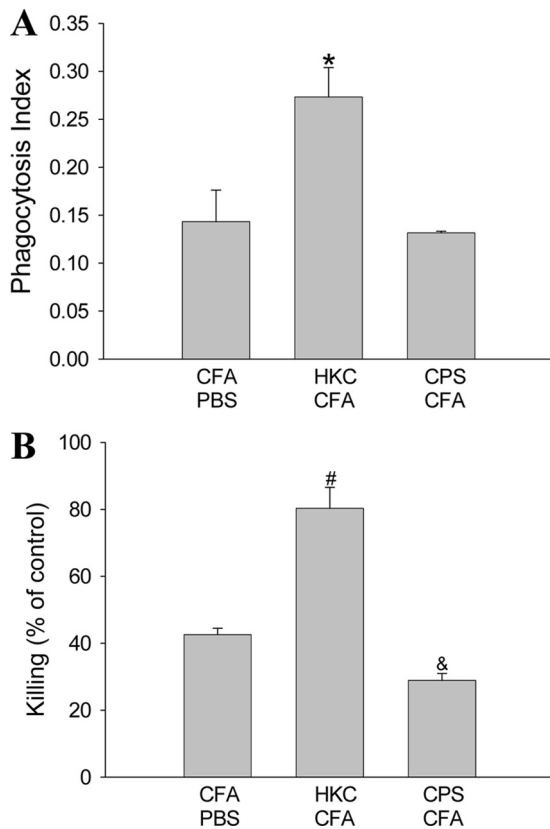 A
Phagocytosis Index
0.35
0.30
0.25
0.20
0.15
0.10
0.05
0.00
*
CFA HKC CPS
PBS CFA CFA
B
Killing (% of control)
100
80
60
40
20
0
#
&
CFA HKC CPS
PBS CFA CFA